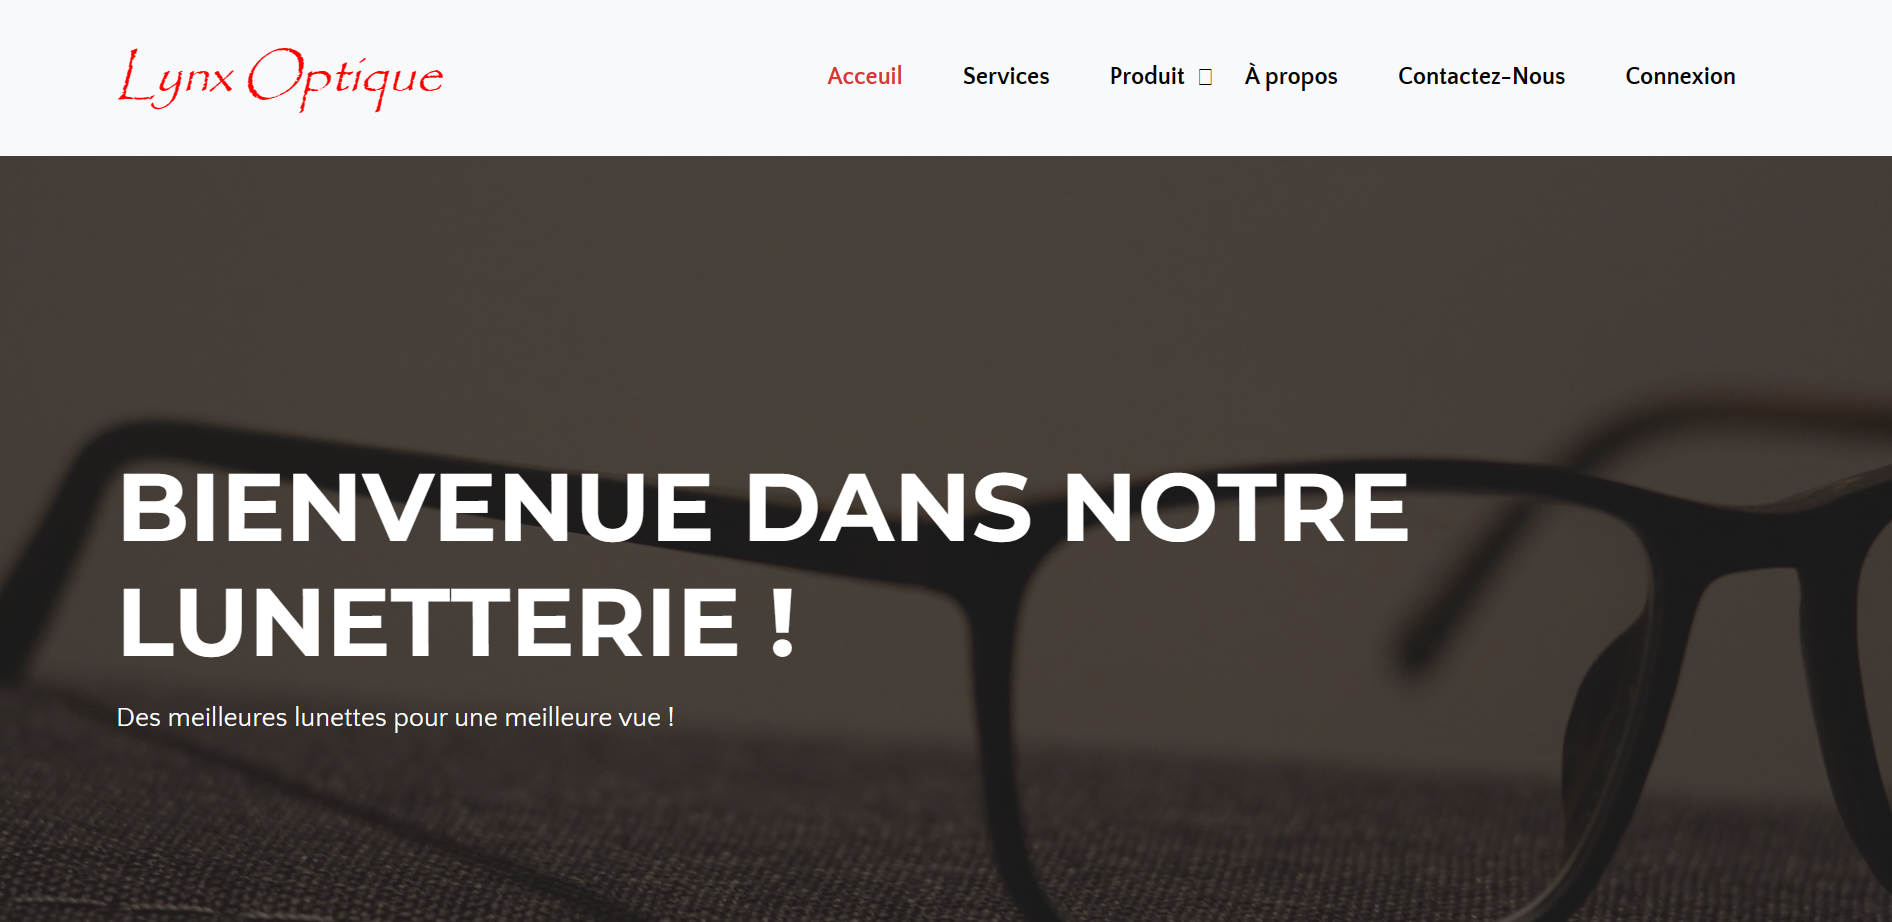 Lynx Optique
Acceuil Services Produit À propos Contactez-Nous Connexion
BIENVENUE DANS NOTRE
LUNETTERIE !
Des meilleures lunettes pour une meilleure vue !